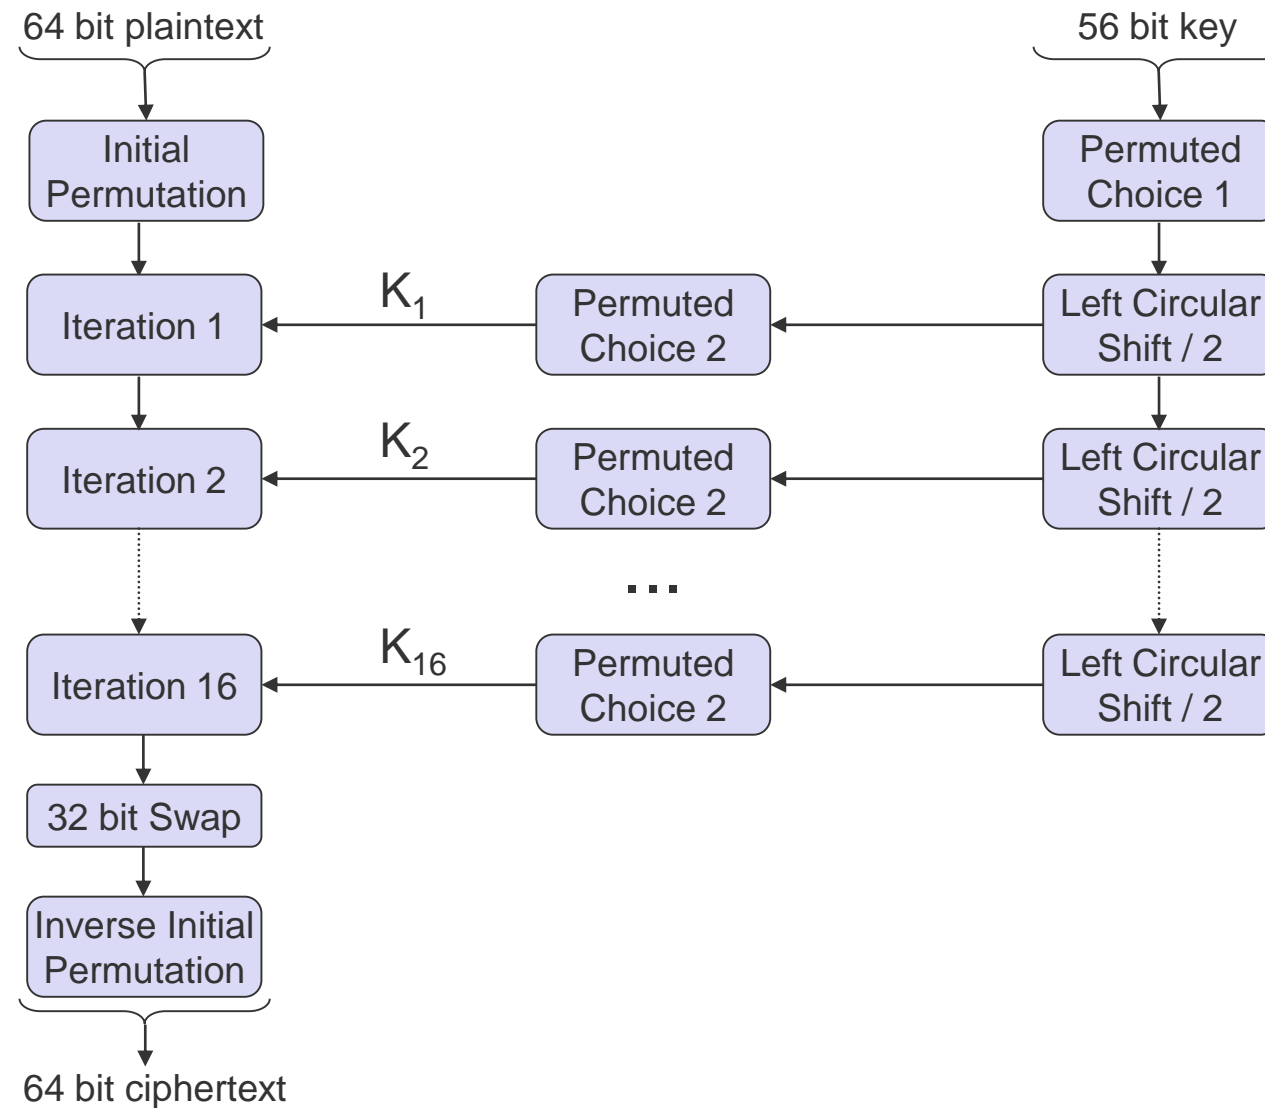 64 bit plaintext
56 bit key
Initial
Permutation
Permuted
Choice 1
Iteration 1
K₁
Permuted
Choice 2
Left Circular
Shift / 2
Iteration 2
K₂
Permuted
Choice 2
Left Circular
Shift / 2
...
Iteration 16
K₁₆
Permuted
Choice 2
Left Circular
Shift / 2
32 bit Swap
Inverse Initial
Permutation
64 bit ciphertext